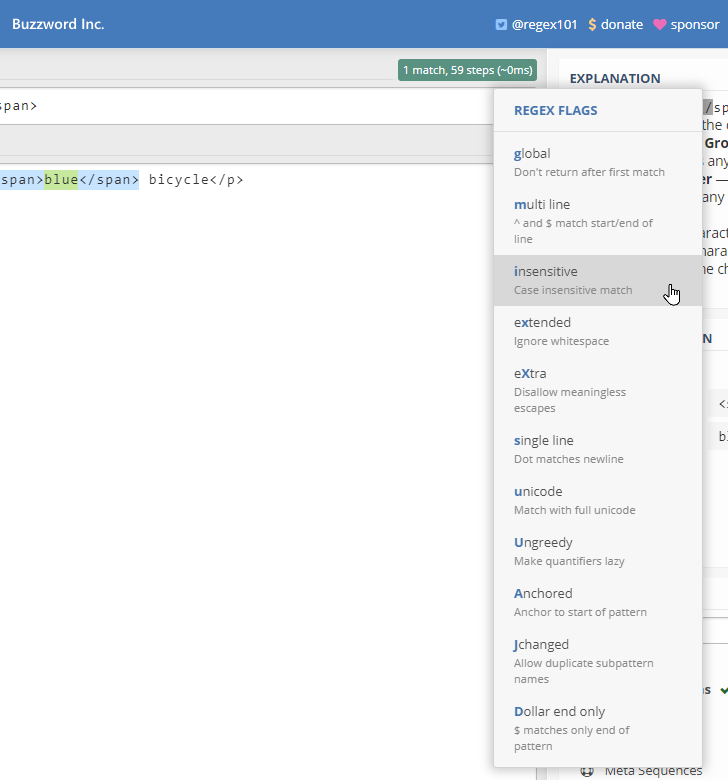 Buzzword Inc.
@regex101 $ donate sponsor
1 match, 59 steps (~0ms)
EXPLANATION
span>
REGEX FLAGS
/sp
the
Gro
any
er —
any
global
Don't return after first match
span>blue</span> bicycle</p>
multi line
^ and $ match start/end of
line
insensitive
Case insensitive match
extended
Ignore whitespace
N
eXtra
Disallow meaningless
escapes
single line
Dot matches newline
unicode
Match with full unicode
Ungreedy
Make quantifiers lazy
Anchored
Anchor to start of pattern
Jchanged
Allow duplicate subpattern
names
Dollar end only
$ matches only end of
pattern
Meta Sequences